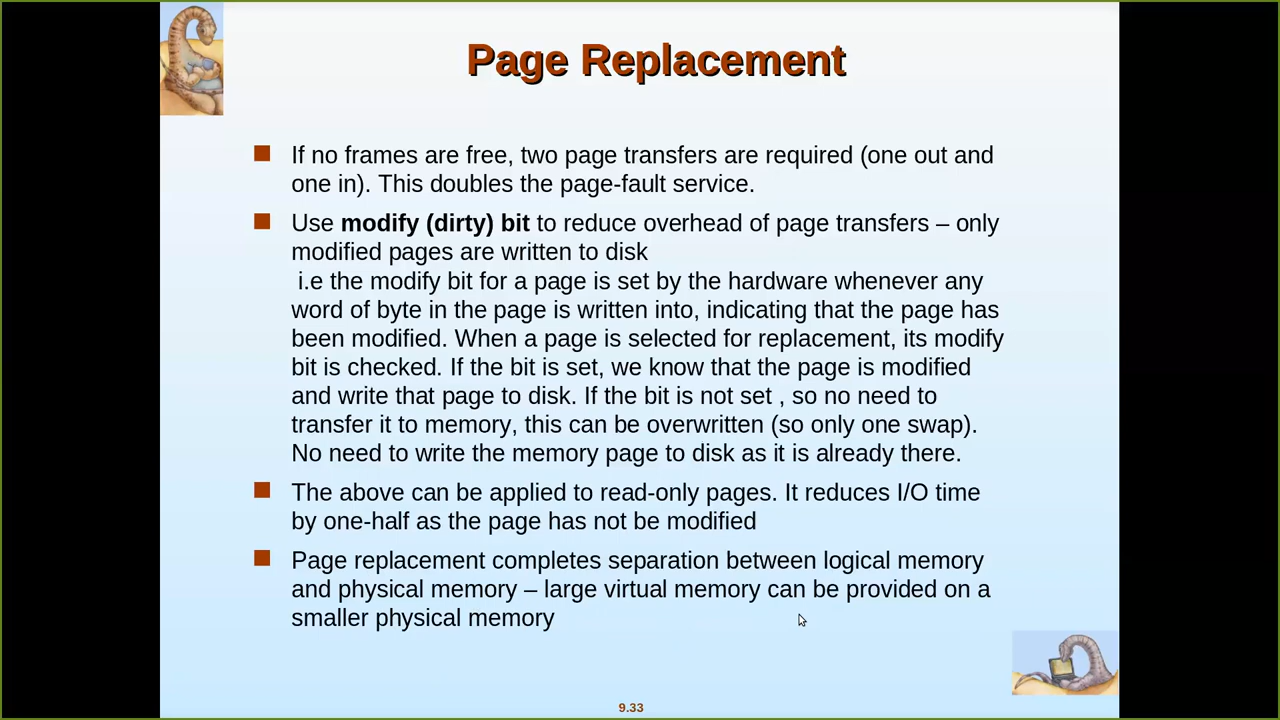 Page Replacement
If no frames are free, two page transfers are required (one out and
one in). This doubles the page-fault service.
Use modify (dirty) bit to reduce overhead of page transfers – only
modified pages are written to disk
i.e the modify bit for a page is set by the hardware whenever any
word of byte in the page is written into, indicating that the page has
been modified. When a page is selected for replacement, its modify
bit is checked. If the bit is set, we know that the page is modified
and write that page to disk. If the bit is not set , so no need to
transfer it to memory, this can be overwritten (so only one swap).
No need to write the memory page to disk as it is already there.
The above can be applied to read-only pages. It reduces I/O time
by one-half as the page has not be modified
Page replacement completes separation between logical memory
and physical memory – large virtual memory can be provided on a
smaller physical memory
9.33